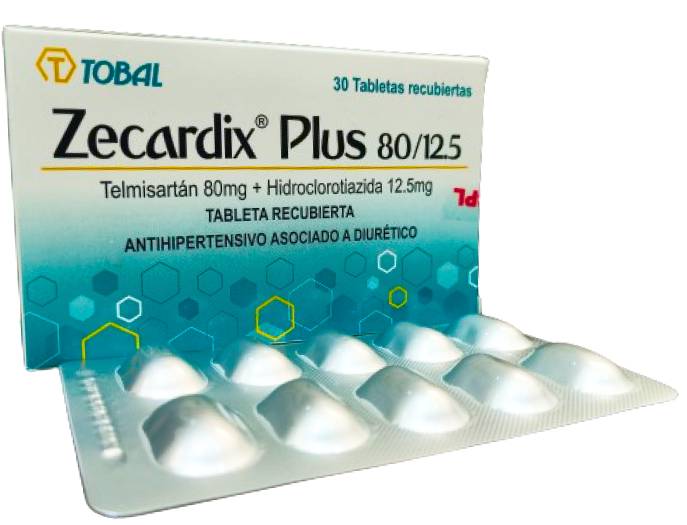 TOBAL
30 Tabletas recubiertas
Zecardix® Plus 80/12.5
Telmisartán 80mg + Hidroclorotiazida 12.5mg
TABLETA RECUBIERTA
ANTIHIPERTENSIVO ASOCIADO A DIURÉTICO